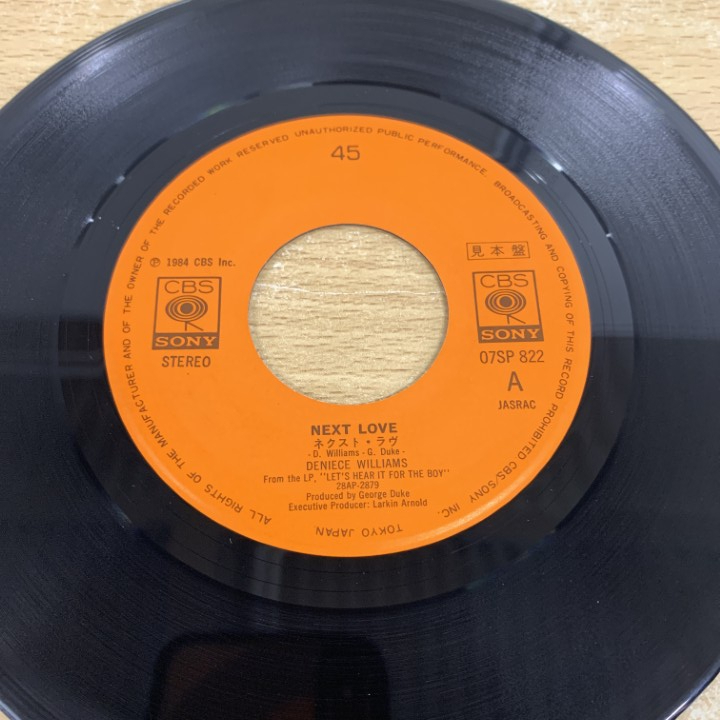 45
ALL RIGHTS OF THE MANUFACTURER AND OF THE OWNER OF THE RECORDED WORK RESERVED UNAUTHORIZED PUBLIC PERFORMANCE, BROADCASTING AND COPYING OF THIS RECORD PROHIBITED CBS/SONY INC.
TOKYO JAPAN
℗ 1984 CBS Inc.
CBS
SONY
STEREO
見本盤
CBS
SONY
07SP 822
A
JASRAC
NEXT LOVE
ネクスト・ラヴ
- D. Williams - G. Duke -
DENIECE WILLIAMS
From the LP, "LET'S HEAR IT FOR THE BOY"
28AP-2879
Produced by George Duke
Executive Producer: Larkin Arnold